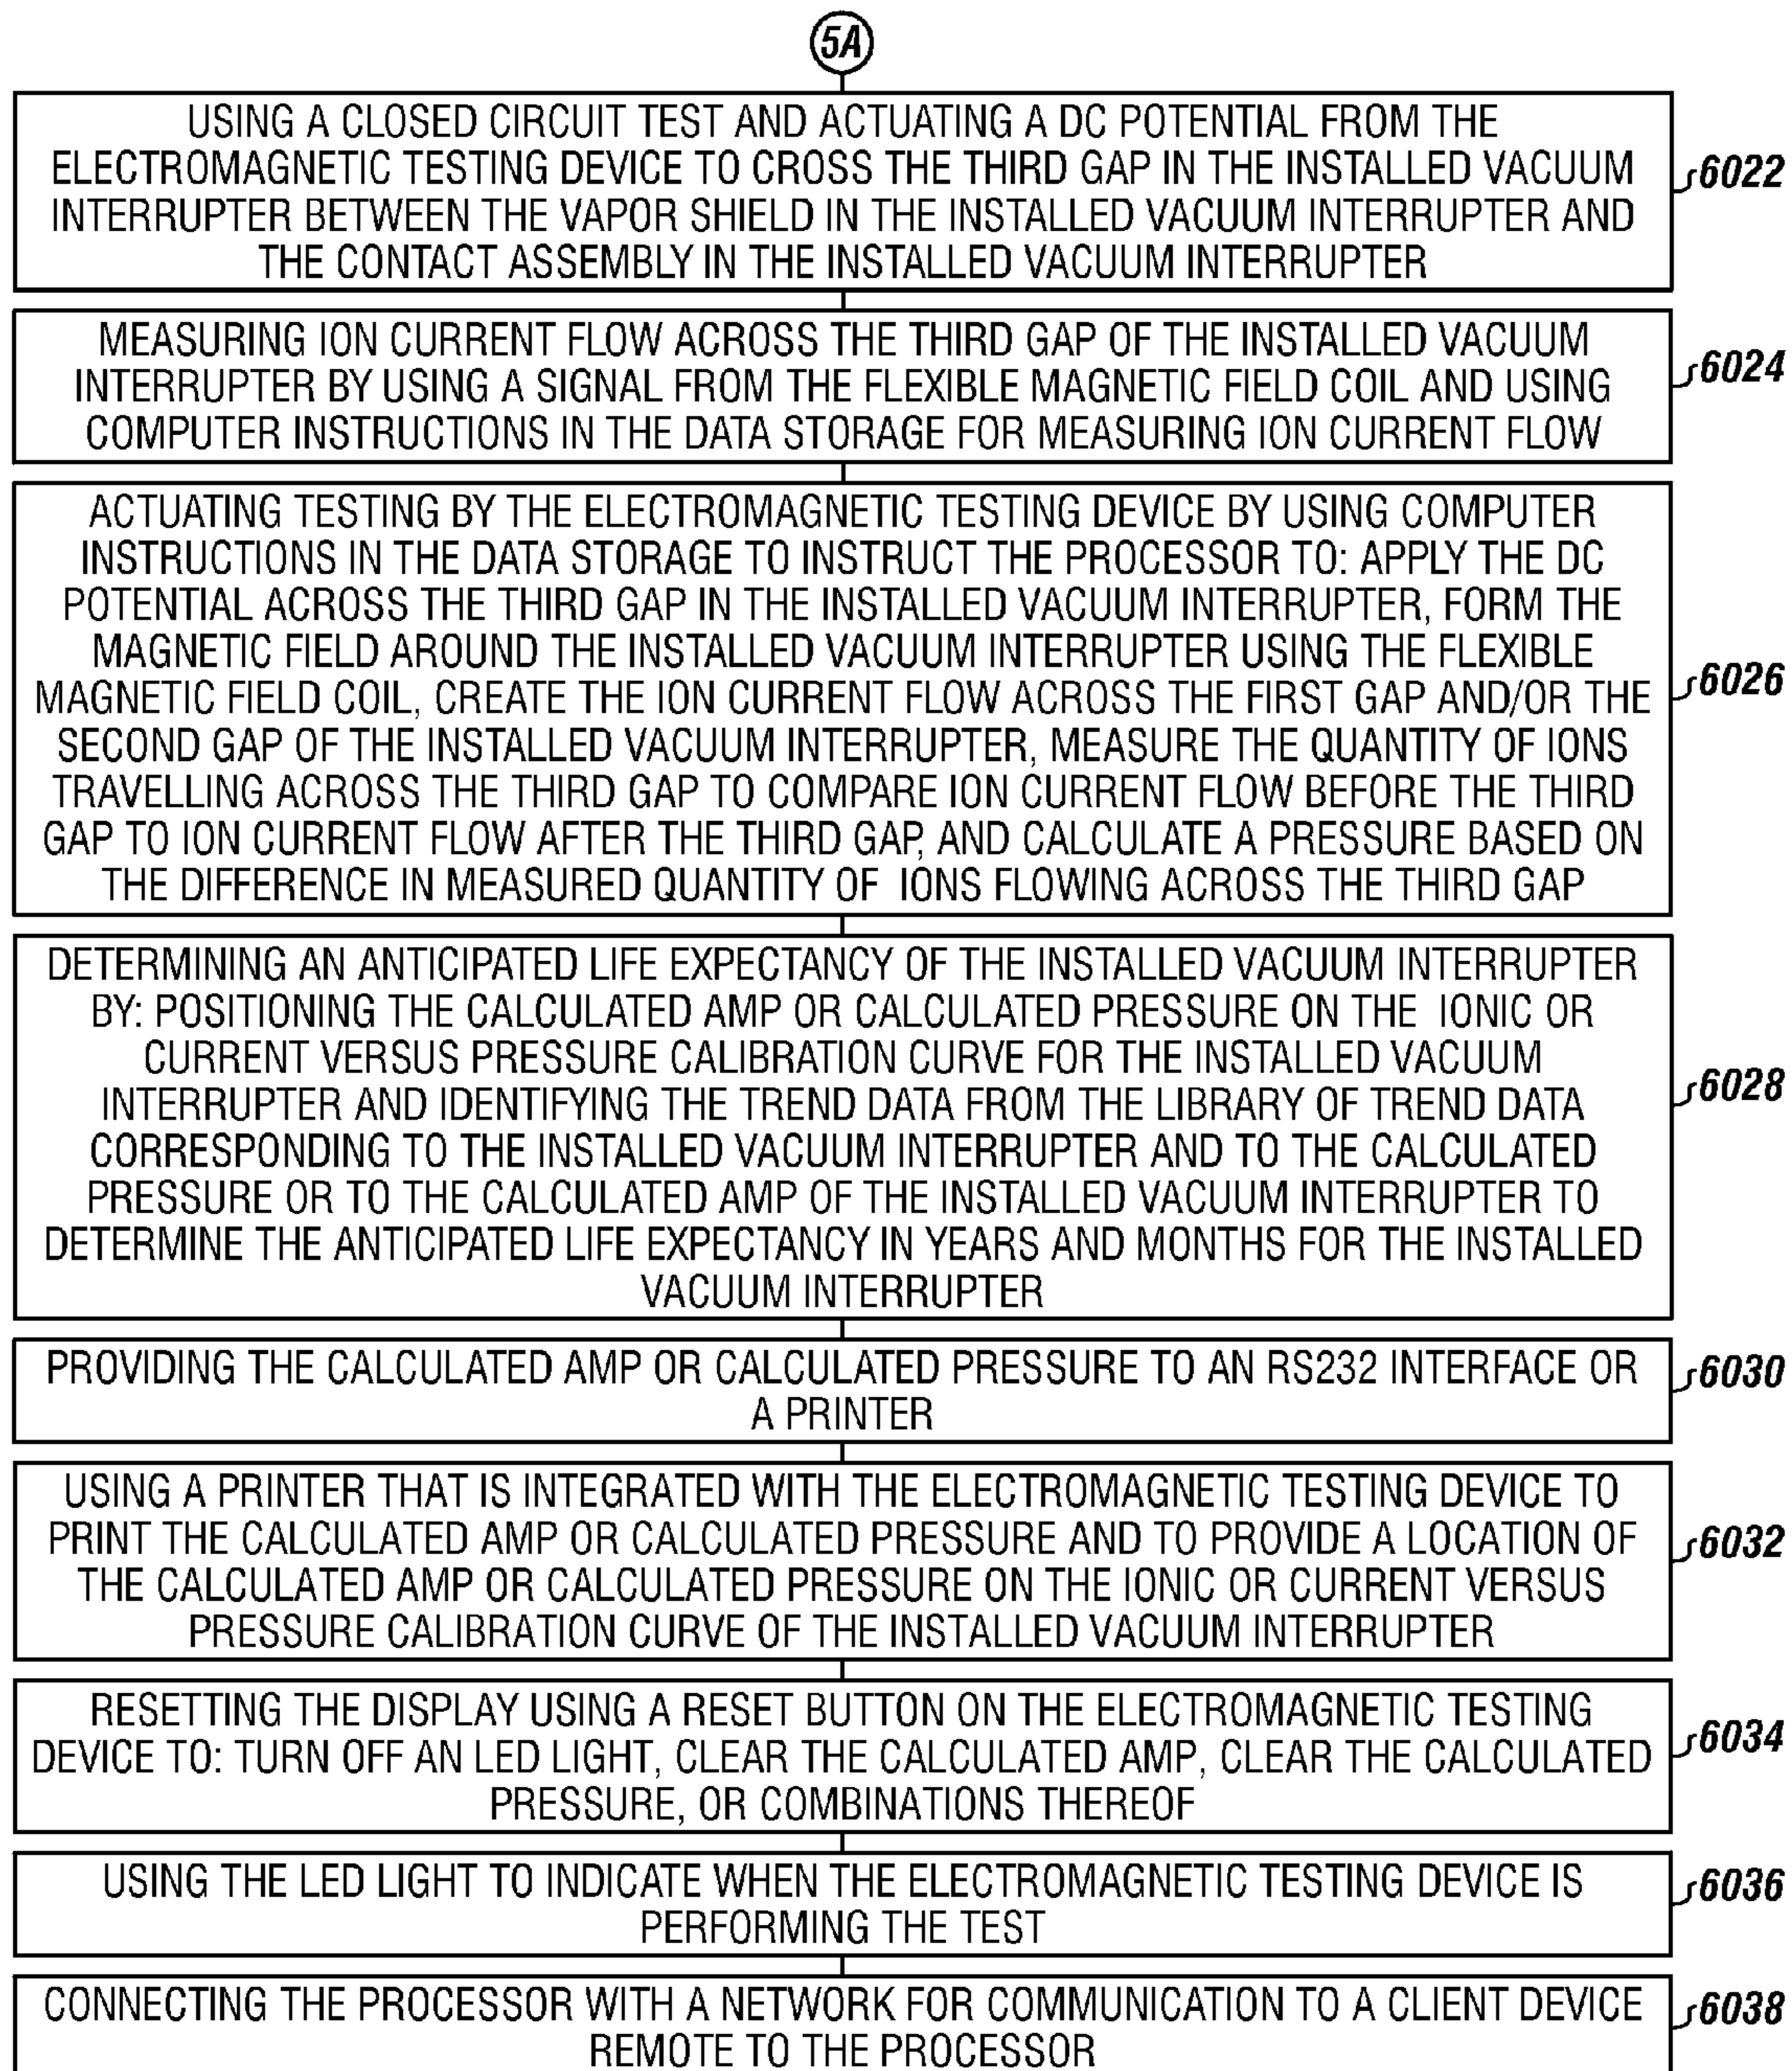 5A
USING A CLOSED CIRCUIT TEST AND ACTUATING A DC POTENTIAL FROM THE
ELECTROMAGNETIC TESTING DEVICE TO CROSS THE THIRD GAP IN THE INSTALLED VACUUM
INTERRUPTER BETWEEN THE VAPOR SHIELD IN THE INSTALLED VACUUM INTERRUPTER AND
THE CONTACT ASSEMBLY IN THE INSTALLED VACUUM INTERRUPTER
6022
MEASURING ION CURRENT FLOW ACROSS THE THIRD GAP OF THE INSTALLED VACUUM
INTERRUPTER BY USING A SIGNAL FROM THE FLEXIBLE MAGNETIC FIELD COIL AND USING
COMPUTER INSTRUCTIONS IN THE DATA STORAGE FOR MEASURING ION CURRENT FLOW
6024
ACTUATING TESTING BY THE ELECTROMAGNETIC TESTING DEVICE BY USING COMPUTER
INSTRUCTIONS IN THE DATA STORAGE TO INSTRUCT THE PROCESSOR TO: APPLY THE DC
POTENTIAL ACROSS THE THIRD GAP IN THE INSTALLED VACUUM INTERRUPTER, FORM THE
MAGNETIC FIELD AROUND THE INSTALLED VACUUM INTERRUPTER USING THE FLEXIBLE
MAGNETIC FIELD COIL, CREATE THE ION CURRENT FLOW ACROSS THE FIRST GAP AND/OR THE
SECOND GAP OF THE INSTALLED VACUUM INTERRUPTER, MEASURE THE QUANTITY OF IONS
TRAVELLING ACROSS THE THIRD GAP TO COMPARE ION CURRENT FLOW BEFORE THE THIRD
GAP TO ION CURRENT FLOW AFTER THE THIRD GAP, AND CALCULATE A PRESSURE BASED ON
THE DIFFERENCE IN MEASURED QUANTITY OF IONS FLOWING ACROSS THE THIRD GAP
6026
DETERMINING AN ANTICIPATED LIFE EXPECTANCY OF THE INSTALLED VACUUM INTERRUPTER
BY: POSITIONING THE CALCULATED AMP OR CALCULATED PRESSURE ON THE IONIC OR
CURRENT VERSUS PRESSURE CALIBRATION CURVE FOR THE INSTALLED VACUUM
INTERRUPTER AND IDENTIFYING THE TREND DATA FROM THE LIBRARY OF TREND DATA
CORRESPONDING TO THE INSTALLED VACUUM INTERRUPTER AND TO THE CALCULATED
PRESSURE OR TO THE CALCULATED AMP OF THE INSTALLED VACUUM INTERRUPTER TO
DETERMINE THE ANTICIPATED LIFE EXPECTANCY IN YEARS AND MONTHS FOR THE INSTALLED
VACUUM INTERRUPTER
6028
PROVIDING THE CALCULATED AMP OR CALCULATED PRESSURE TO AN RS232 INTERFACE OR
A PRINTER
6030
USING A PRINTER THAT IS INTEGRATED WITH THE ELECTROMAGNETIC TESTING DEVICE TO
PRINT THE CALCULATED AMP OR CALCULATED PRESSURE AND TO PROVIDE A LOCATION OF
THE CALCULATED AMP OR CALCULATED PRESSURE ON THE IONIC OR CURRENT VERSUS
PRESSURE CALIBRATION CURVE OF THE INSTALLED VACUUM INTERRUPTER
6032
RESETTING THE DISPLAY USING A RESET BUTTON ON THE ELECTROMAGNETIC TESTING
DEVICE TO: TURN OFF AN LED LIGHT, CLEAR THE CALCULATED AMP, CLEAR THE CALCULATED
PRESSURE, OR COMBINATIONS THEREOF
6034
USING THE LED LIGHT TO INDICATE WHEN THE ELECTROMAGNETIC TESTING DEVICE IS
PERFORMING THE TEST
6036
CONNECTING THE PROCESSOR WITH A NETWORK FOR COMMUNICATION TO A CLIENT DEVICE
REMOTE TO THE PROCESSOR
6038